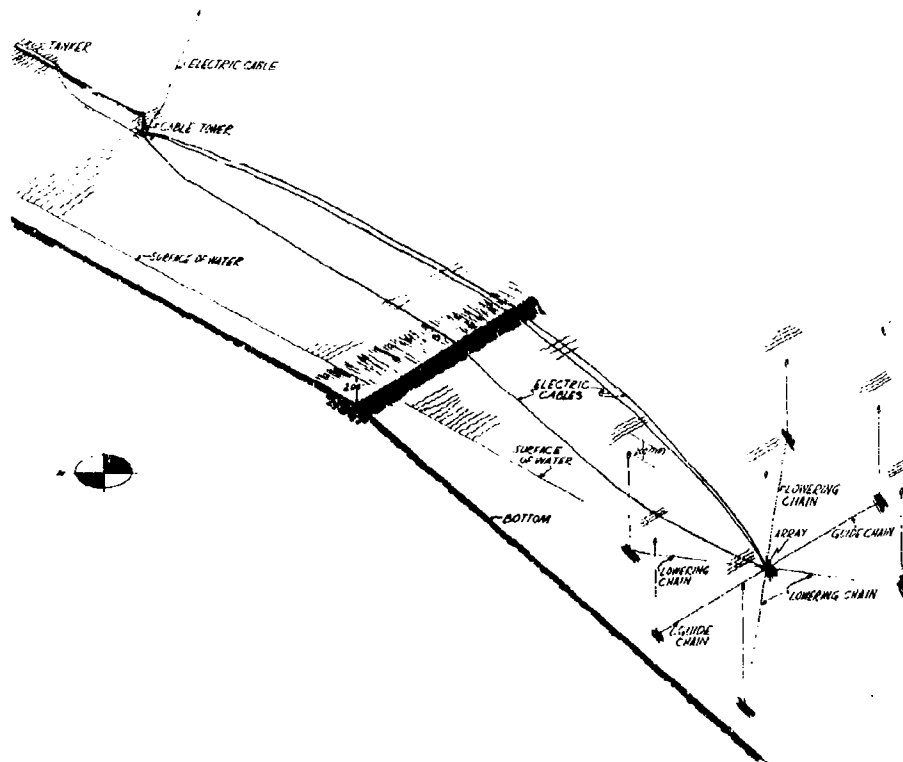 TANKER
ELECTRIC CABLE
CABLE TOWER
SURFACE OF WATER
ELECTRIC
CABLES
SURFACE
OF WATER
BOTTOM
LOWERING
CHAIN
GUIDE CHAIN
ARRAY
LOWERING
CHAIN
LOWERING CHAIN
GUIDE
CHAIN